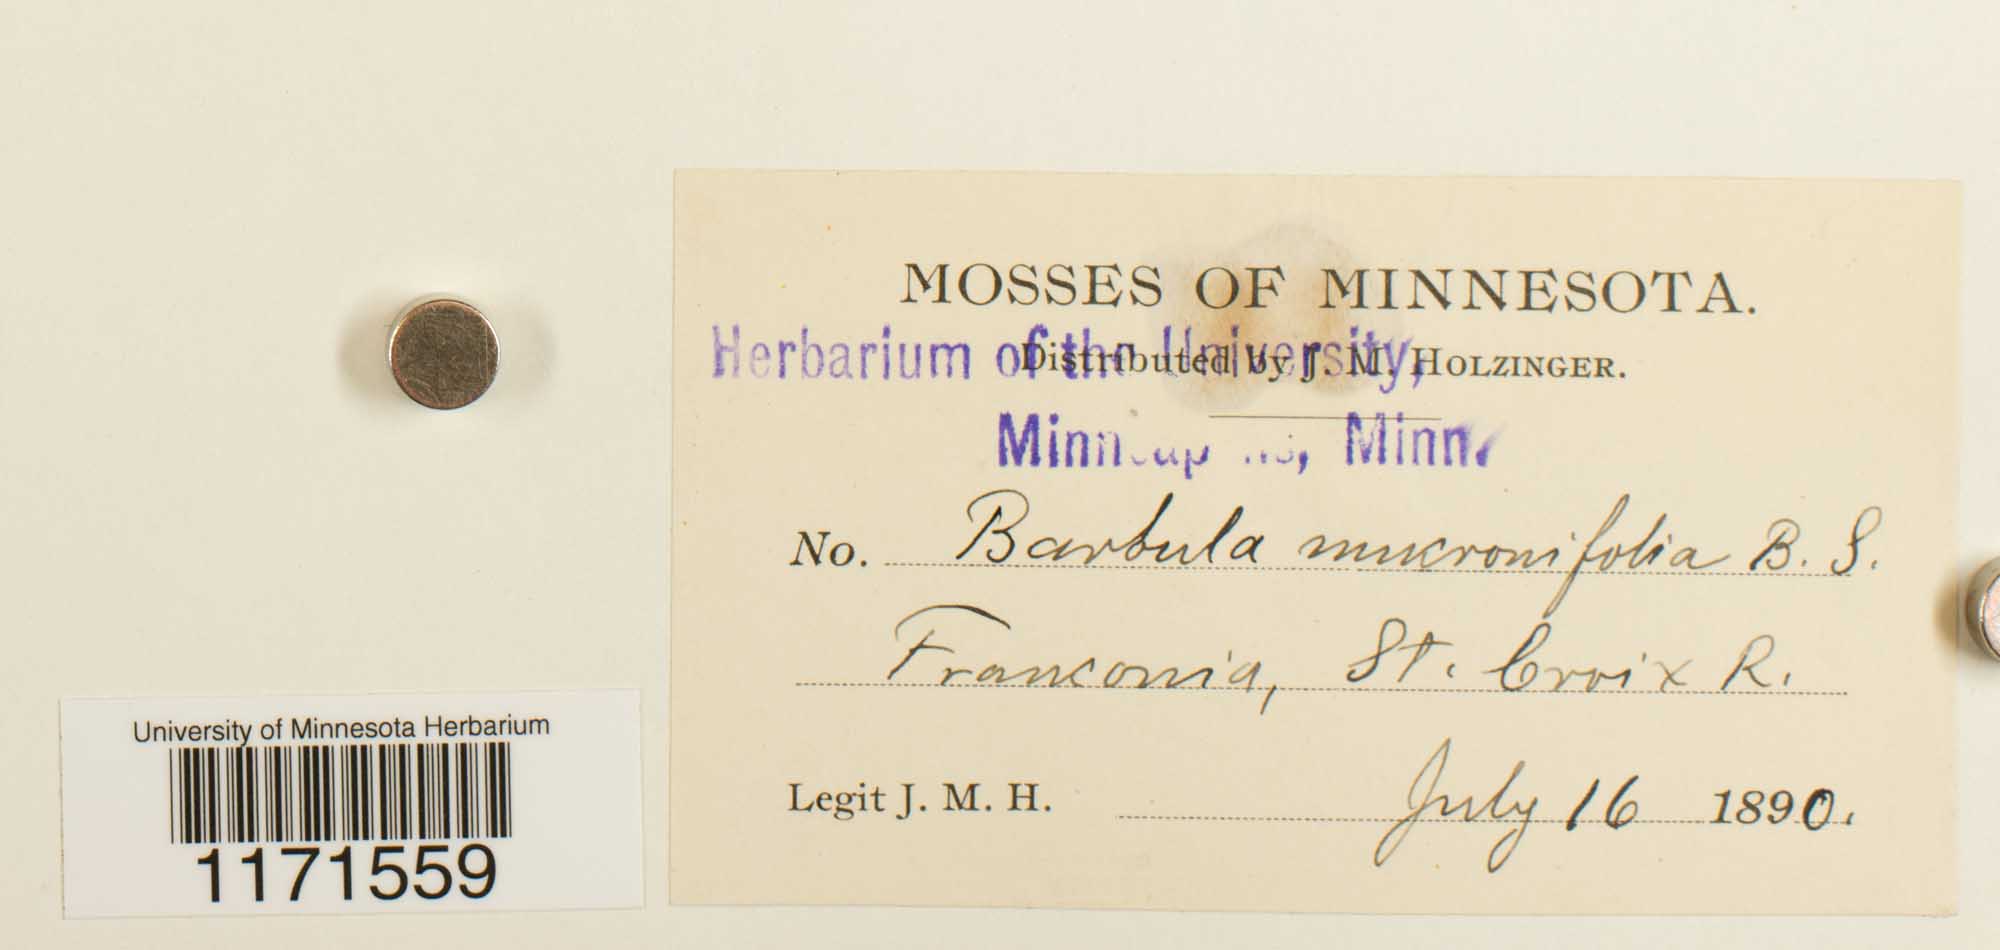 MOSSES OF MINNESOTA.
Herbarium of the University,
Distributed by J. M. HOLZINGER.
Minn.
No. Barbula mucronifolia B. S.
Franconia, St. Croix R.
Legit J. M. H. July 16 1890.
University of Minnesota Herbarium
1171559